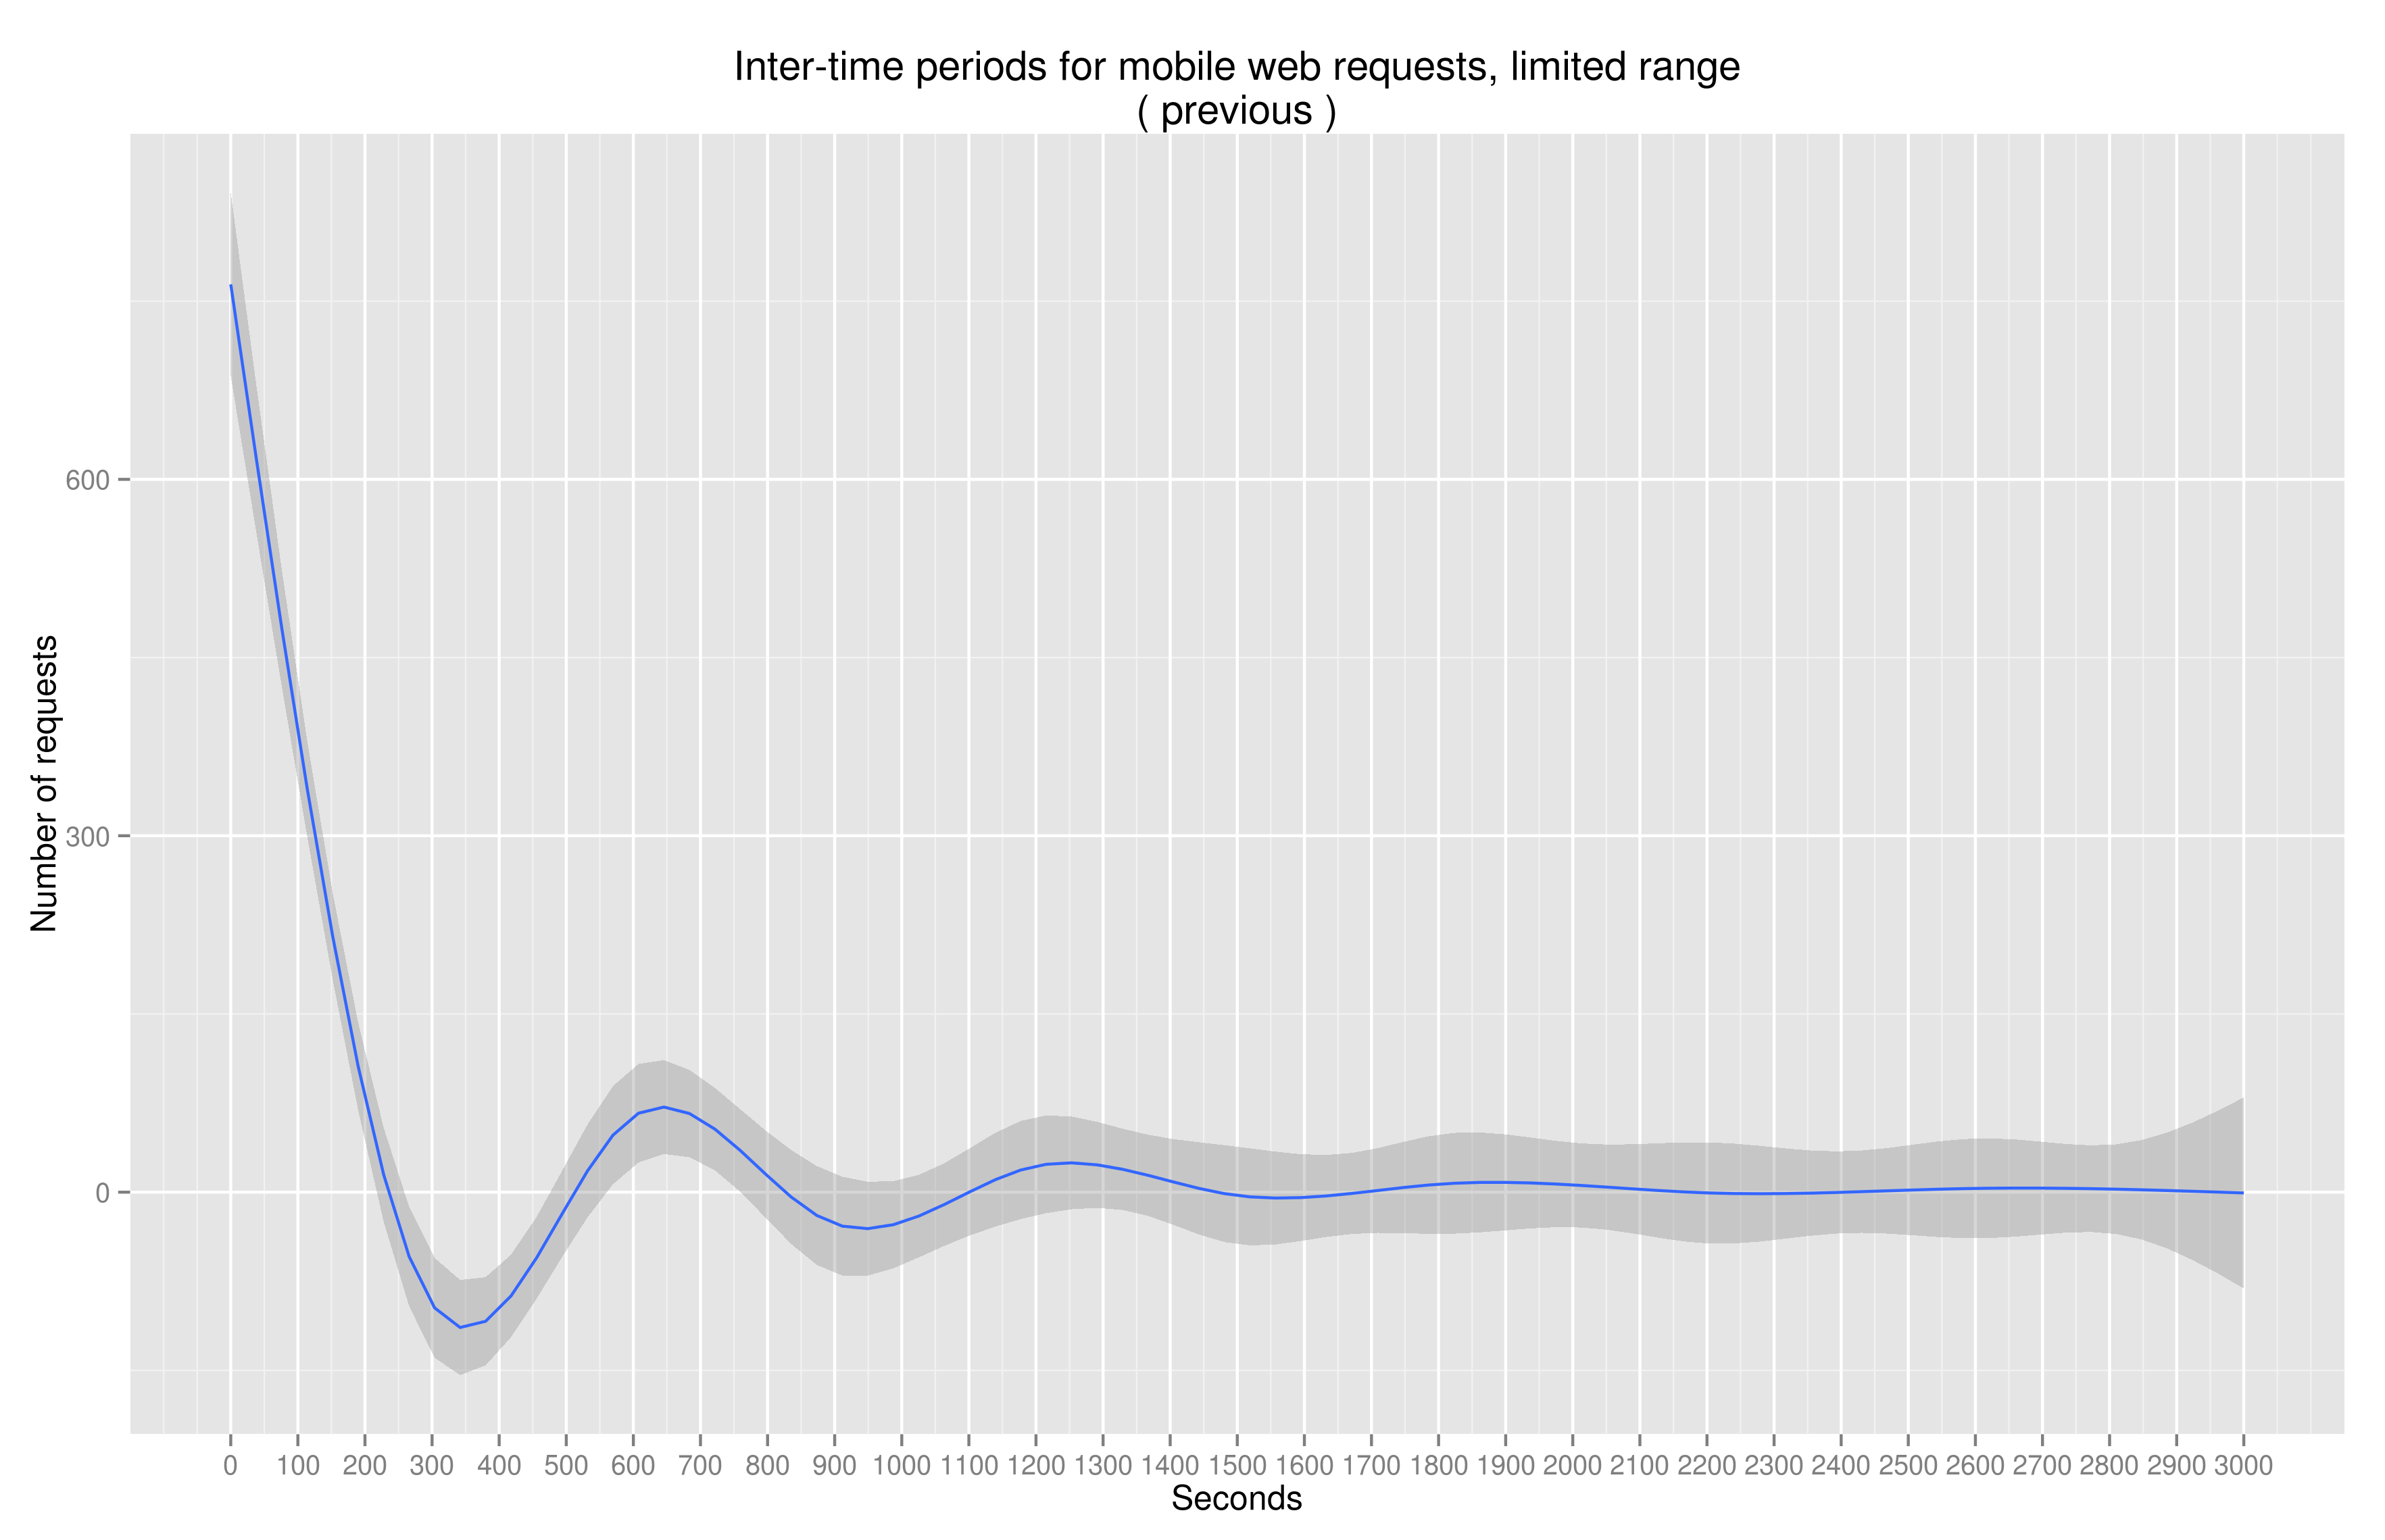 Inter-time periods for mobile web requests, limited range
( previous )
Number of requests
600
300
0
0 100 200 300 400 500 600 700 800 900 1000 1100 1200 1300 1400 1500 1600 1700 1800 1900 2000 2100 2200 2300 2400 2500 2600 2700 2800 2900 3000
Seconds